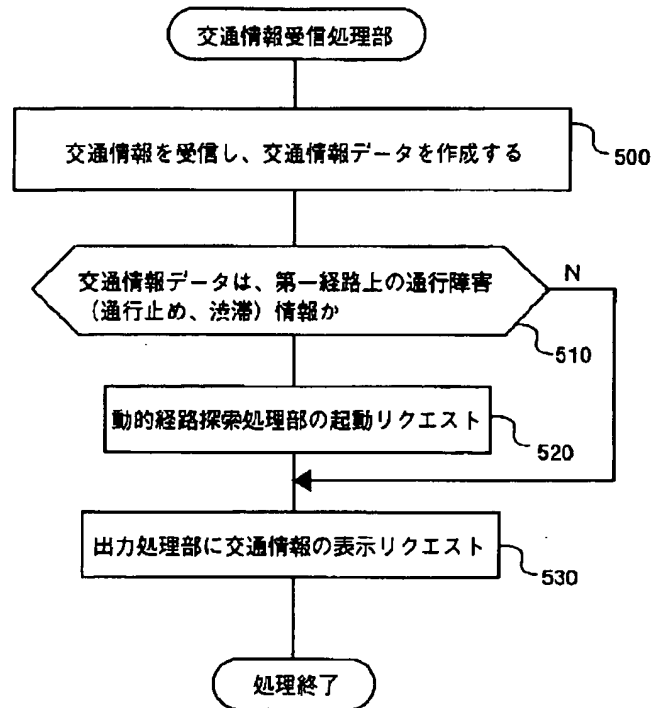 交通情報受信処理部
交通情報を受信し、交通情報データを作成する
500
交通情報データは、第一経路上の通行障害
(通行止め、渋滞)情報か
N
510
動的経路探索処理部の起動リクエスト
520
出力処理部に交通情報の表示リクエスト
530
処理終了